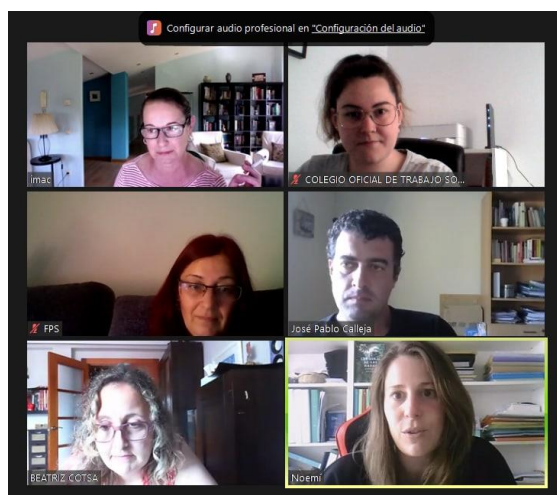 Configurar audio profesional en "Configuración del audio"
imac
COLEGIO OFICIAL DE TRABAJO SO...
FPS
José Pablo Calleja
BEATRIZ COTSA
Noemí